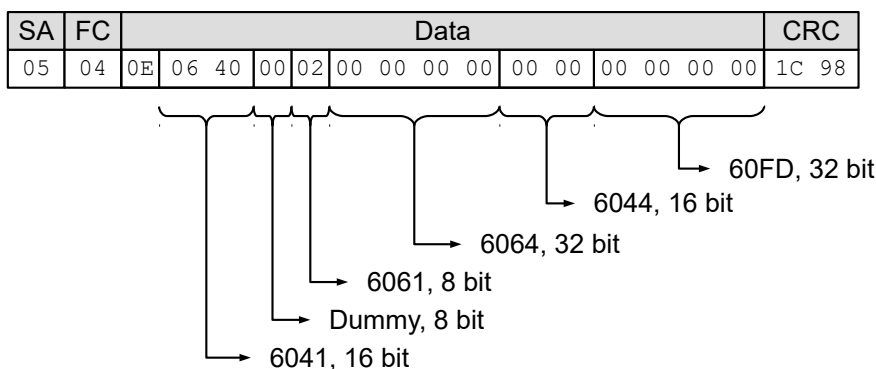 SA FC Data CRC
05 04 0E 06 40 00 02 00 00 00 00 00 00 00 00 00 00 1C 98
60FD, 32 bit
6044, 16 bit
6064, 32 bit
6061, 8 bit
Dummy, 8 bit
6041, 16 bit